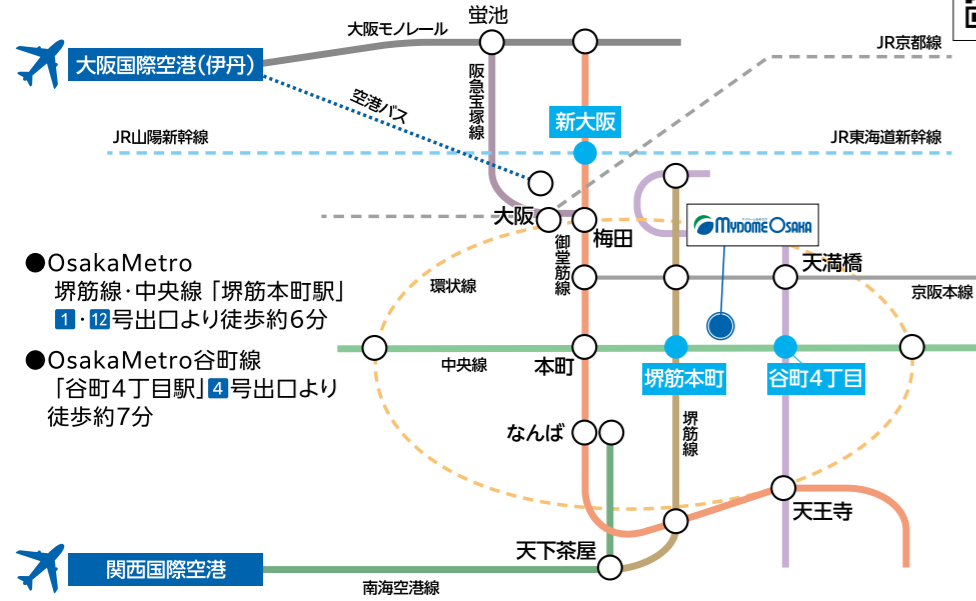 蛍池
大阪モノレール
JR京都線
大阪国際空港(伊丹)
阪急宝塚線
空港バス
新大阪
JR山陽新幹線
JR東海道新幹線
大阪
梅田
MYDOME OSAKA
御堂筋線
天満橋
環状線
京阪本線
●OsakaMetro
堺筋線・中央線「堺筋本町駅」
1・12号出口より徒歩約6分
●OsakaMetro谷町線
「谷町4丁目駅」4号出口より
徒歩約7分
中央線
本町
堺筋本町
谷町4丁目
なんば
堺筋線
天王寺
天下茶屋
関西国際空港
南海空港線